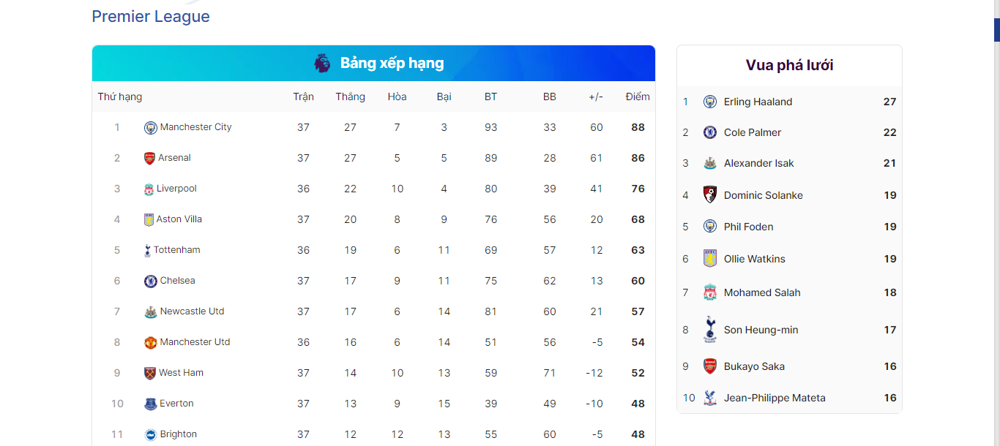 Premier League
Bảng xếp hạng
Thứ hạng Trận Thắng Hòa Bại BT BB +/- Điểm
1 Manchester City 37 27 7 3 93 33 60 88
2 Arsenal 37 27 5 5 89 28 61 86
3 Liverpool 36 22 10 4 80 39 41 76
4 Aston Villa 37 20 8 9 76 56 20 68
5 Tottenham 36 19 6 11 69 57 12 63
6 Chelsea 37 17 9 11 75 62 13 60
7 Newcastle Utd 37 17 6 14 81 60 21 57
8 Manchester Utd 36 16 6 14 51 56 -5 54
9 West Ham 37 14 10 13 59 71 -12 52
10 Everton 37 13 9 15 39 49 -10 48
11 Brighton 37 12 12 13 55 60 -5 48
Vua phá lưới
1 Erling Haaland 27
2 Cole Palmer 22
3 Alexander Isak 21
4 Dominic Solanke 19
5 Phil Foden 19
6 Ollie Watkins 19
7 Mohamed Salah 18
8 Son Heung-min 17
9 Bukayo Saka 16
10 Jean-Philippe Mateta 16